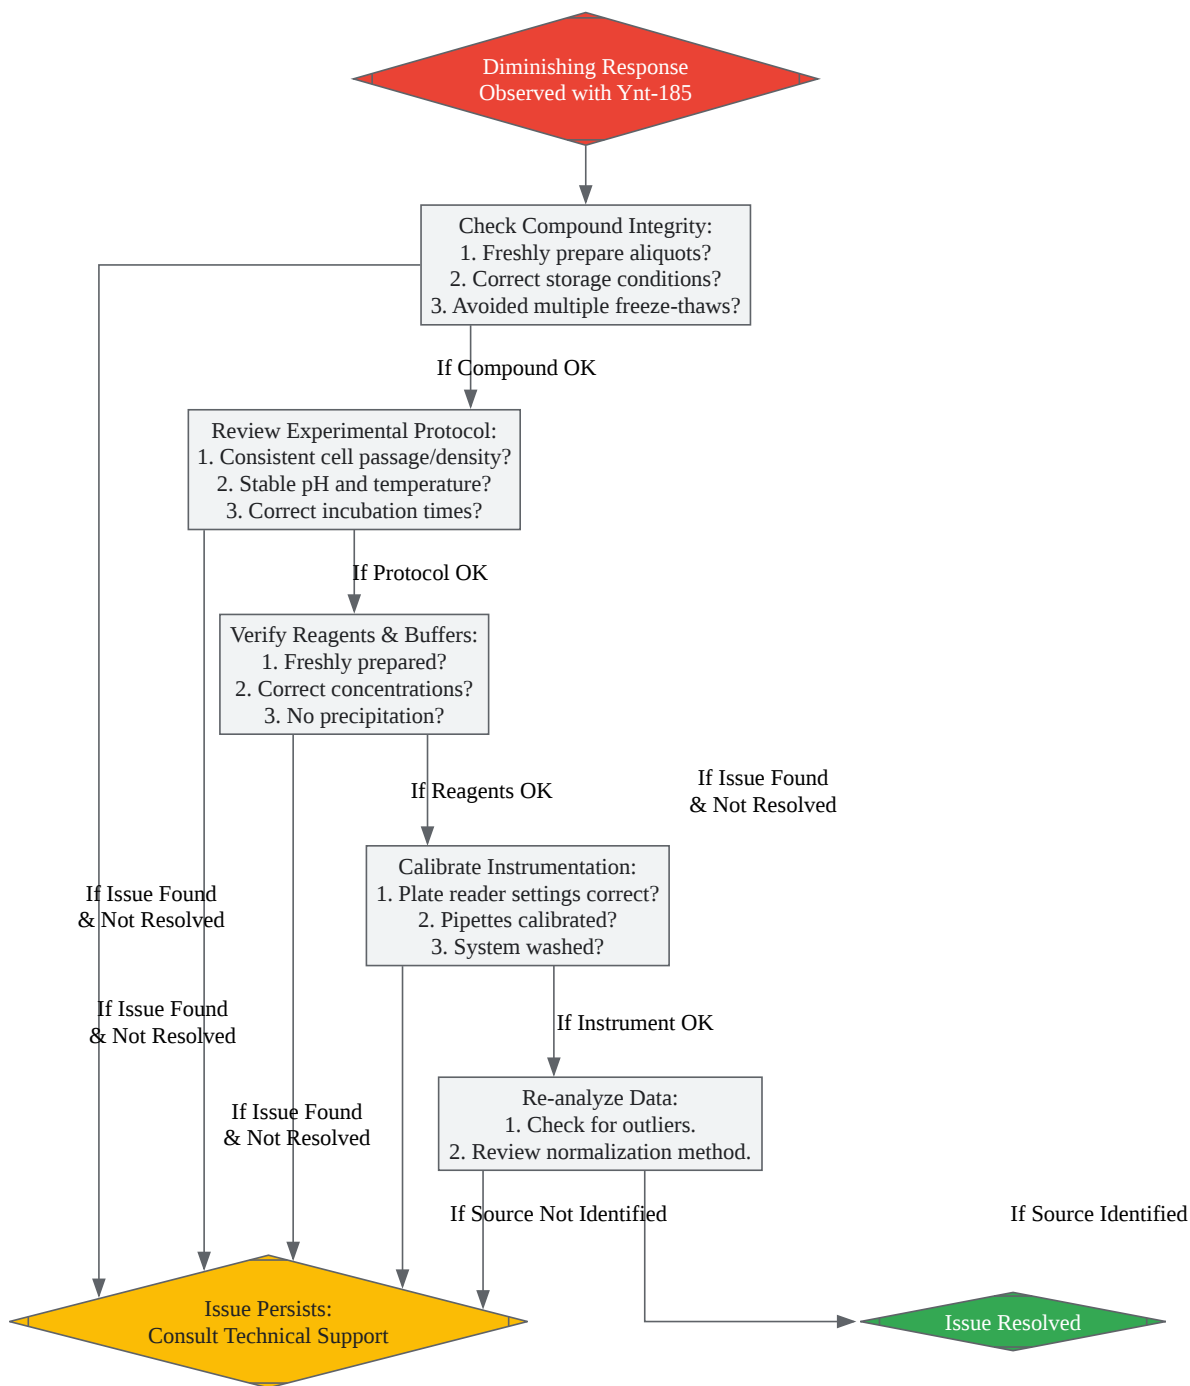 Diminishing Response
Observed with Ynt-185
Check Compound Integrity:
1. Freshly prepare aliquots?
2. Correct storage conditions?
3. Avoided multiple freeze-thaws?
If Compound OK
Review Experimental Protocol:
1. Consistent cell passage/density?
2. Stable pH and temperature?
3. Correct incubation times?
If Protocol OK
Verify Reagents & Buffers:
1. Freshly prepared?
2. Correct concentrations?
3. No precipitation?
If Reagents OK
If Issue Found
& Not Resolved
Calibrate Instrumentation:
1. Plate reader settings correct?
2. Pipettes calibrated?
3. System washed?
If Issue Found
& Not Resolved
If Issue Found
& Not Resolved
If Instrument OK
Re-analyze Data:
1. Check for outliers.
2. Review normalization method.
If Issue Found
& Not Resolved
If Source Not Identified
If Source Identified
Issue Persists:
Consult Technical Support
Issue Resolved